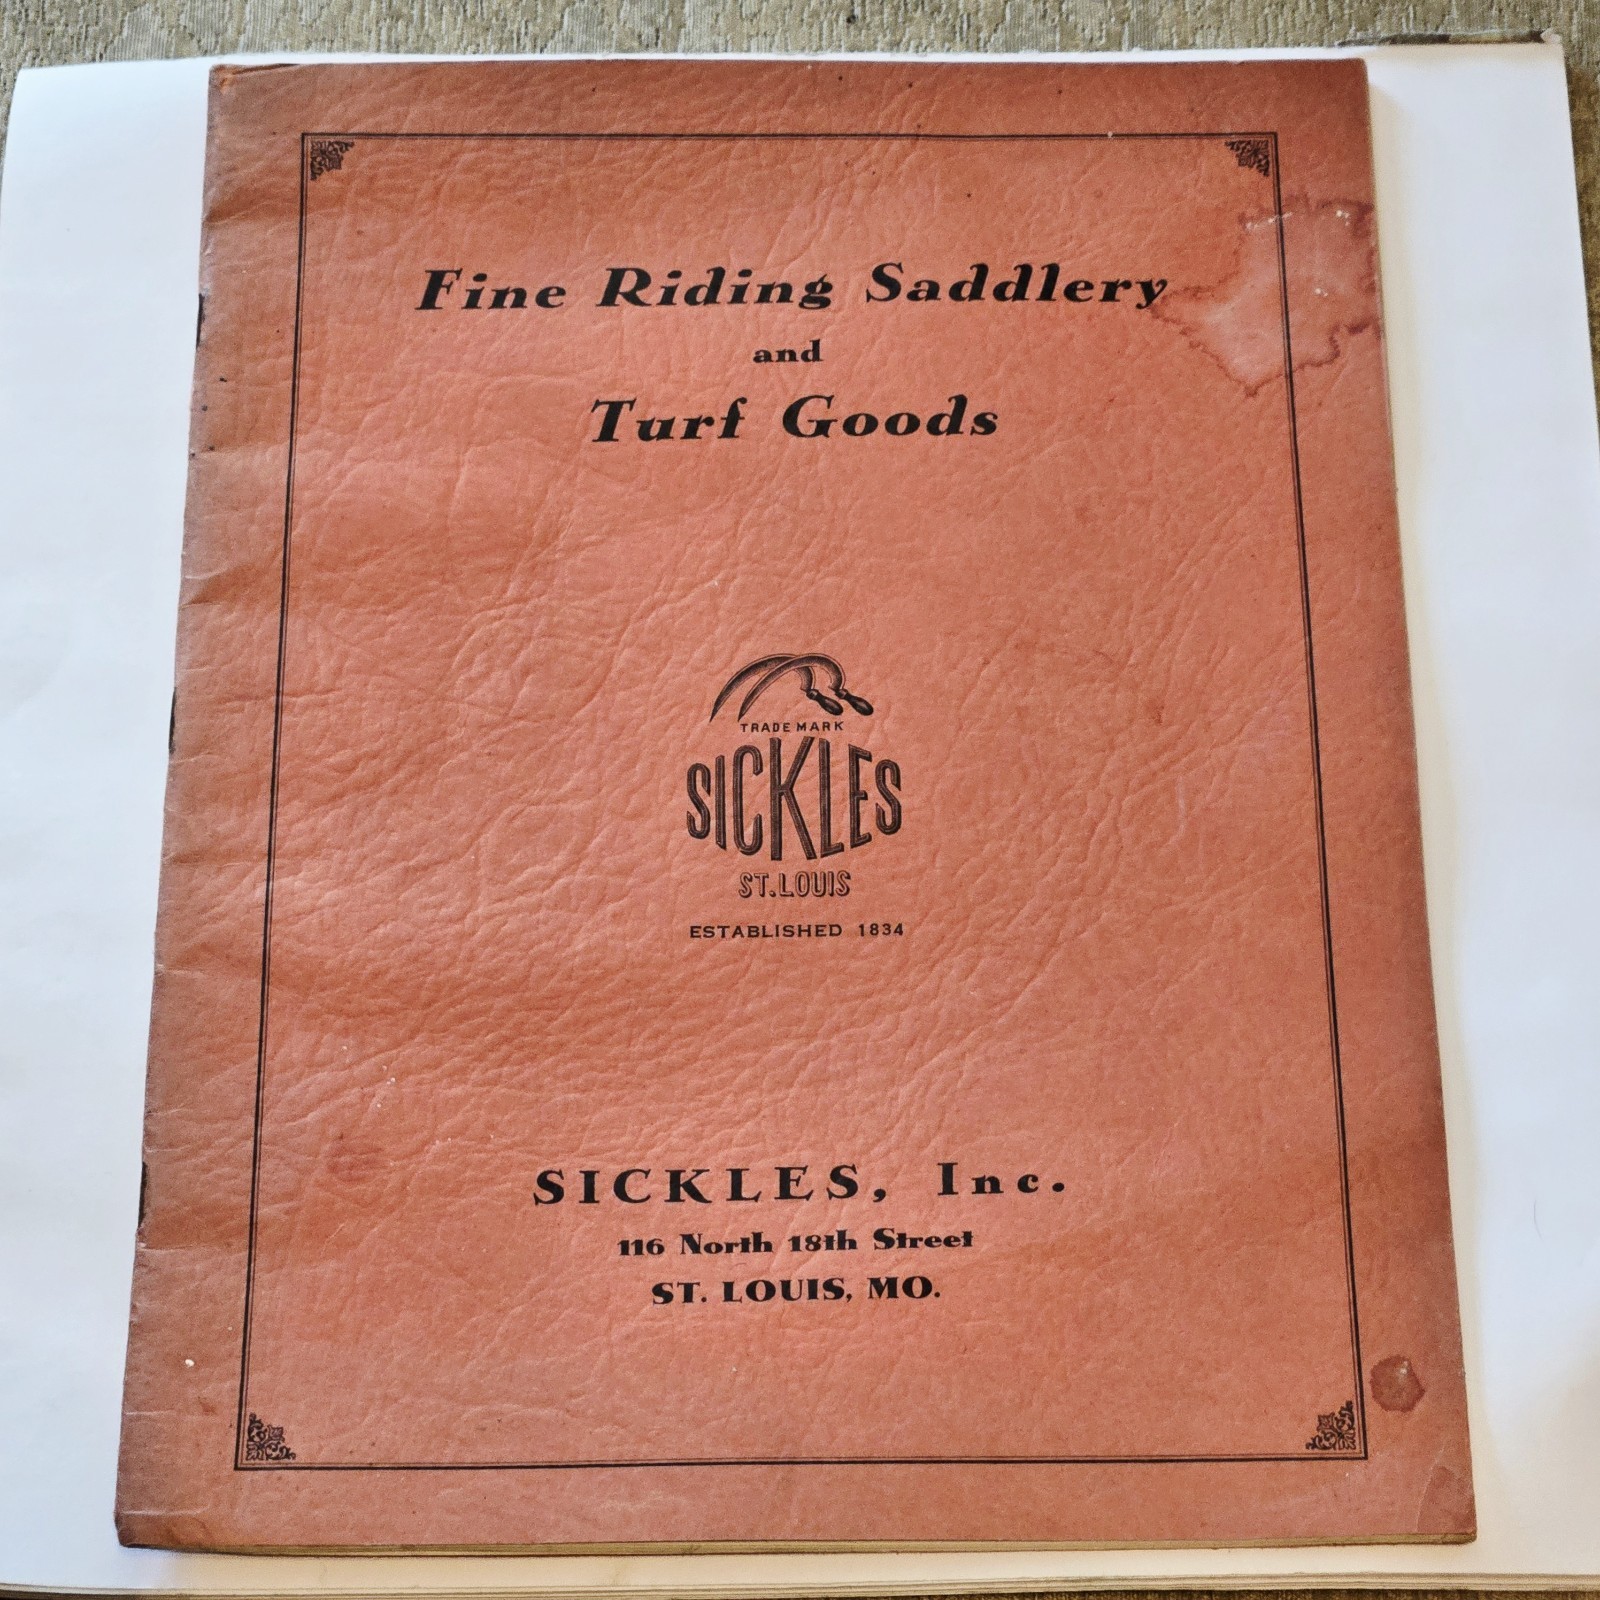 Fine Riding Saddlery
and
Turf Goods
TRADE MARK
SICKLES
ST. LOUIS
ESTABLISHED 1834
SICKLES, Inc.
116 North 18th Street
ST. LOUIS, MO.